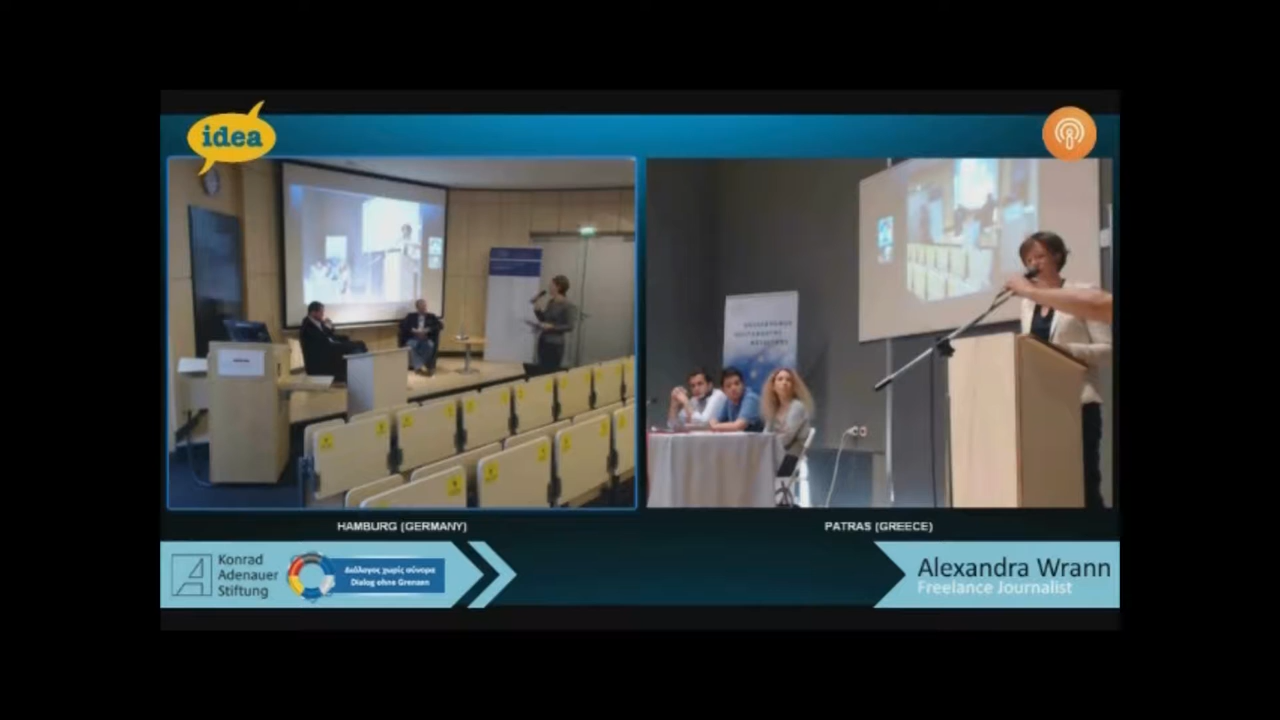 idea
HAMBURG (GERMANY)
PATRAS (GREECE)
Konrad
Adenauer
Stiftung
Διάλογος χωρίς σύνορα
Dialog ohne Grenzen
Alexandra Wrann
Freelance Journalist